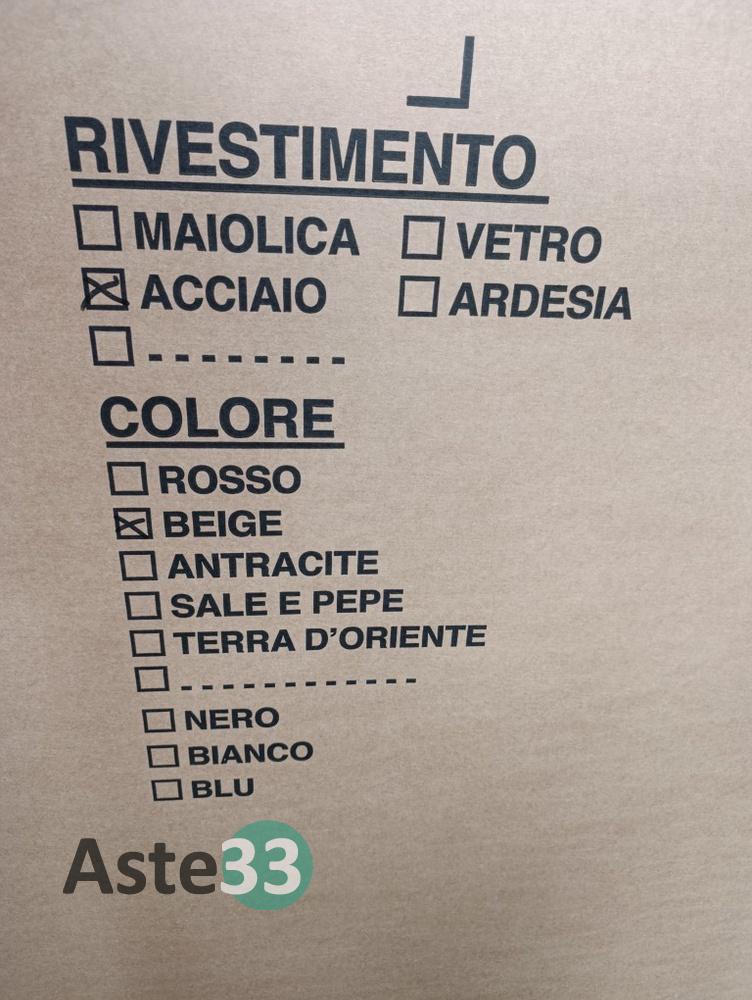 RIVESTIMENTO
☐ MAIOLICA ☐ VETRO
☒ ACCIAIO ☐ ARDESIA
☐ --------
COLORE
☐ ROSSO
☒ BEIGE
☐ ANTRACITE
☐ SALE E PEPE
☐ TERRA D'ORIENTE
☐ ------------
☐ NERO
☐ BIANCO
☐ BLU
Aste33